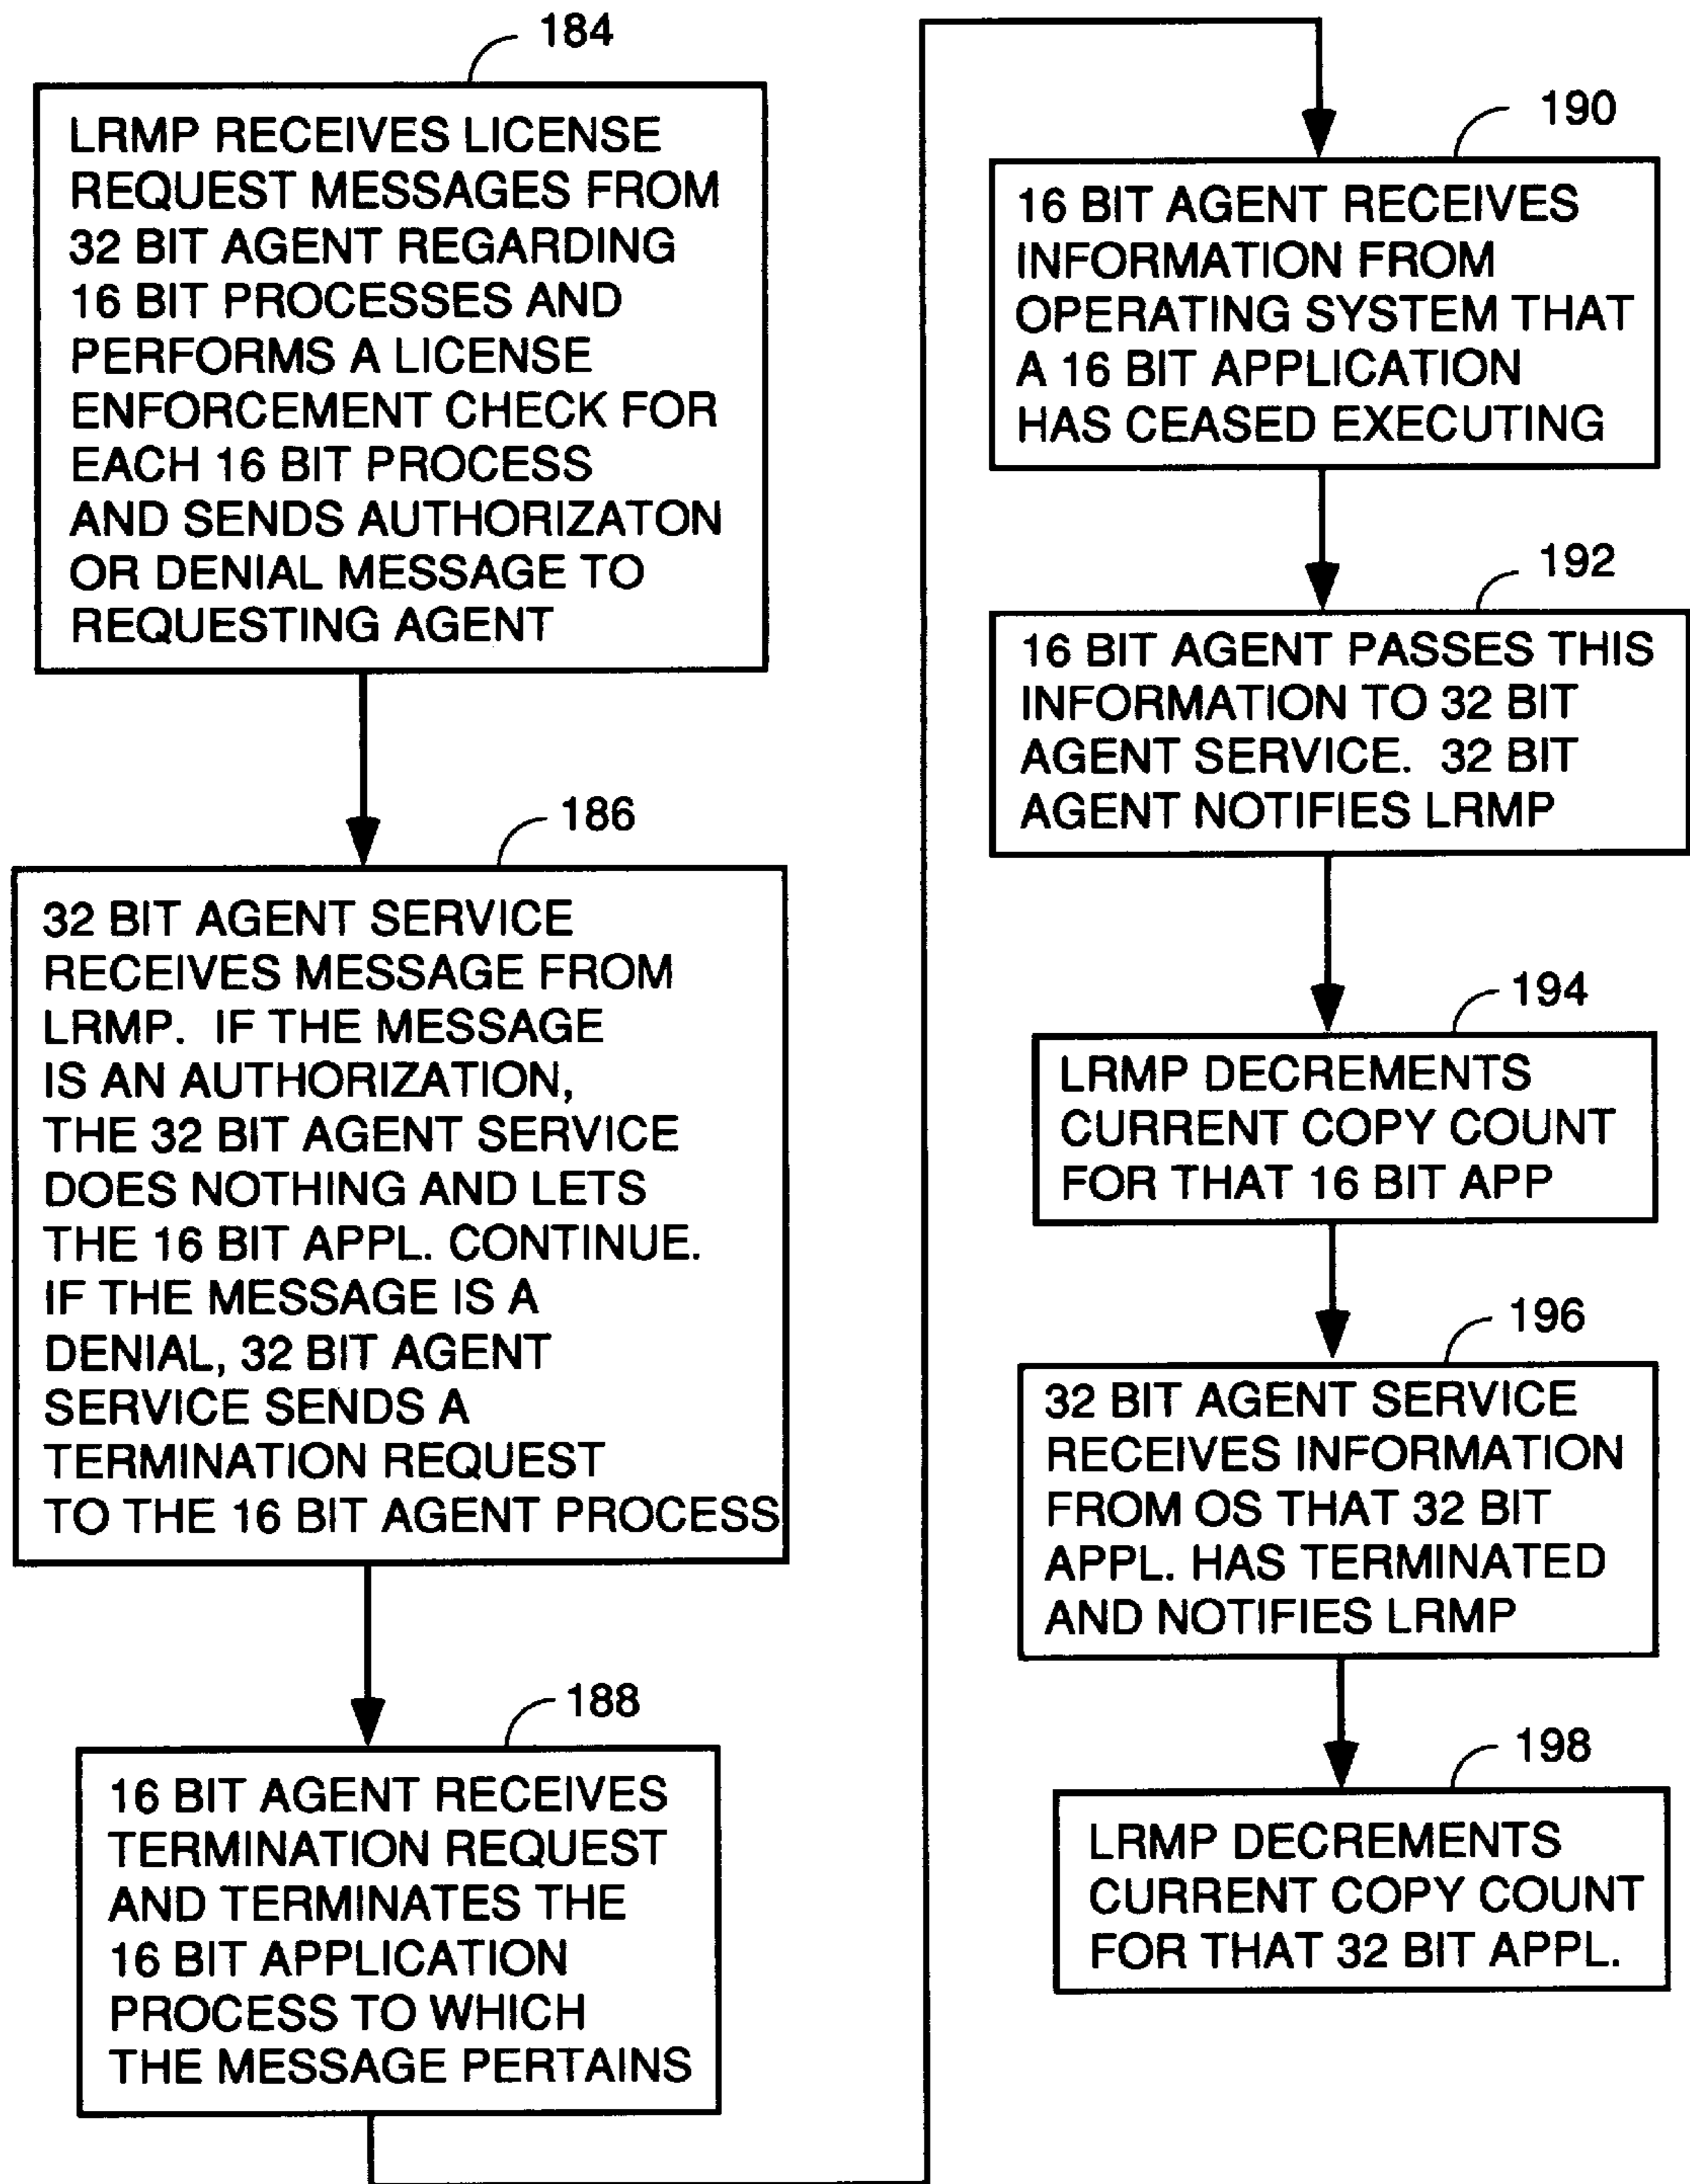 184
LRMP RECEIVES LICENSE
REQUEST MESSAGES FROM
32 BIT AGENT REGARDING
16 BIT PROCESSES AND
PERFORMS A LICENSE
ENFORCEMENT CHECK FOR
EACH 16 BIT PROCESS
AND SENDS AUTHORIZATON
OR DENIAL MESSAGE TO
REQUESTING AGENT
186
32 BIT AGENT SERVICE
RECEIVES MESSAGE FROM
LRMP. IF THE MESSAGE
IS AN AUTHORIZATION,
THE 32 BIT AGENT SERVICE
DOES NOTHING AND LETS
THE 16 BIT APPL. CONTINUE.
IF THE MESSAGE IS A
DENIAL, 32 BIT AGENT
SERVICE SENDS A
TERMINATION REQUEST
TO THE 16 BIT AGENT PROCESS
188
16 BIT AGENT RECEIVES
TERMINATION REQUEST
AND TERMINATES THE
16 BIT APPLICATION
PROCESS TO WHICH
THE MESSAGE PERTAINS
190
16 BIT AGENT RECEIVES
INFORMATION FROM
OPERATING SYSTEM THAT
A 16 BIT APPLICATION
HAS CEASED EXECUTING
192
16 BIT AGENT PASSES THIS
INFORMATION TO 32 BIT
AGENT SERVICE. 32 BIT
AGENT NOTIFIES LRMP
194
LRMP DECREMENTS
CURRENT COPY COUNT
FOR THAT 16 BIT APP
196
32 BIT AGENT SERVICE
RECEIVES INFORMATION
FROM OS THAT 32 BIT
APPL. HAS TERMINATED
AND NOTIFIES LRMP
198
LRMP DECREMENTS
CURRENT COPY COUNT
FOR THAT 32 BIT APPL.